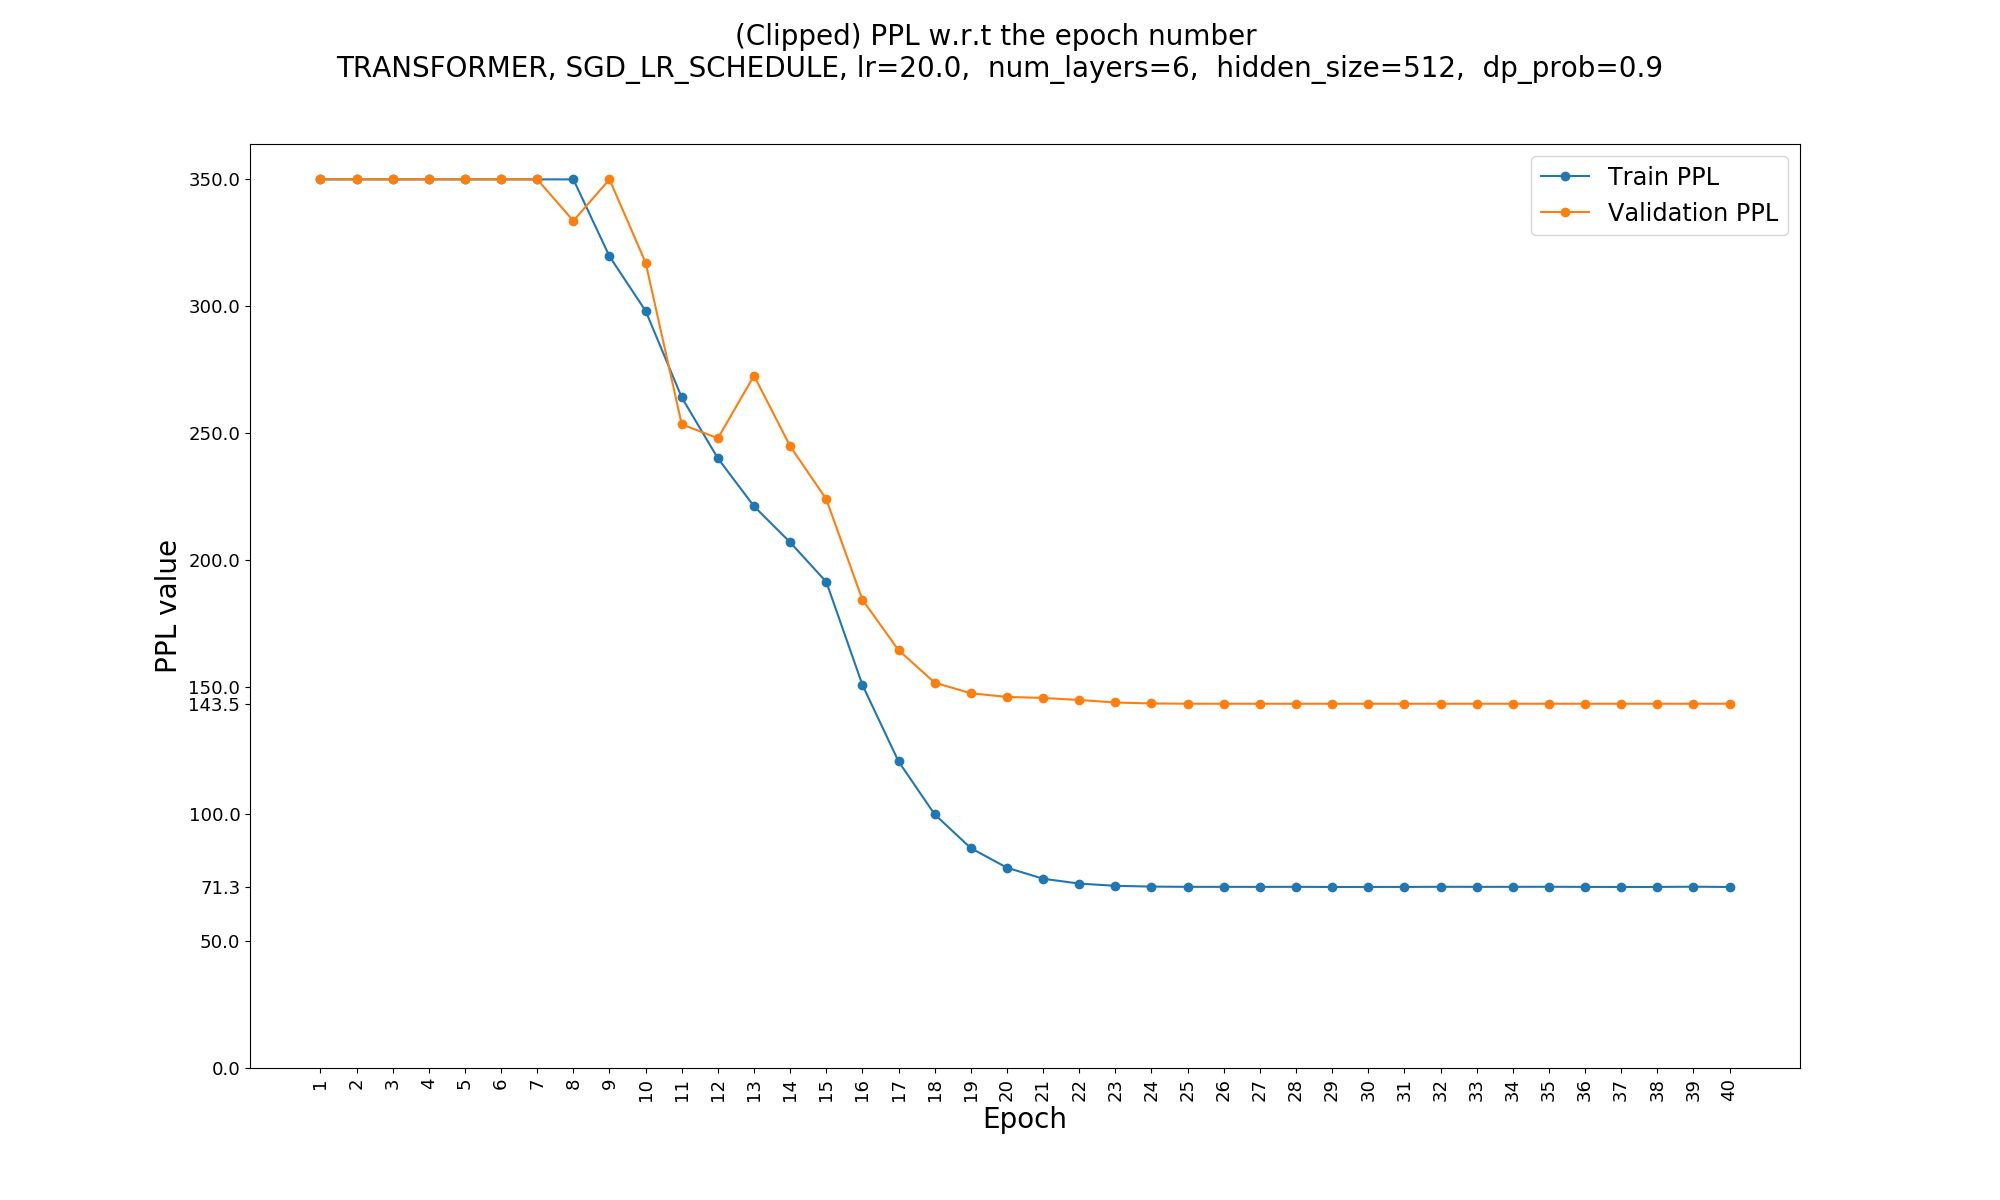 (Clipped) PPL w.r.t the epoch number
TRANSFORMER, SGD_LR_SCHEDULE, lr=20.0,  num_layers=6,  hidden_size=512,  dp_prob=0.9
Train PPL
Validation PPL
PPL value
350.0
300.0
250.0
200.0
150.0
143.5
100.0
71.3
50.0
0.0
1 2 3 4 5 6 7 8 9 10 11 12 13 14 15 16 17 18 19 20 21 22 23 24 25 26 27 28 29 30 31 32 33 34 35 36 37 38 39 40
Epoch